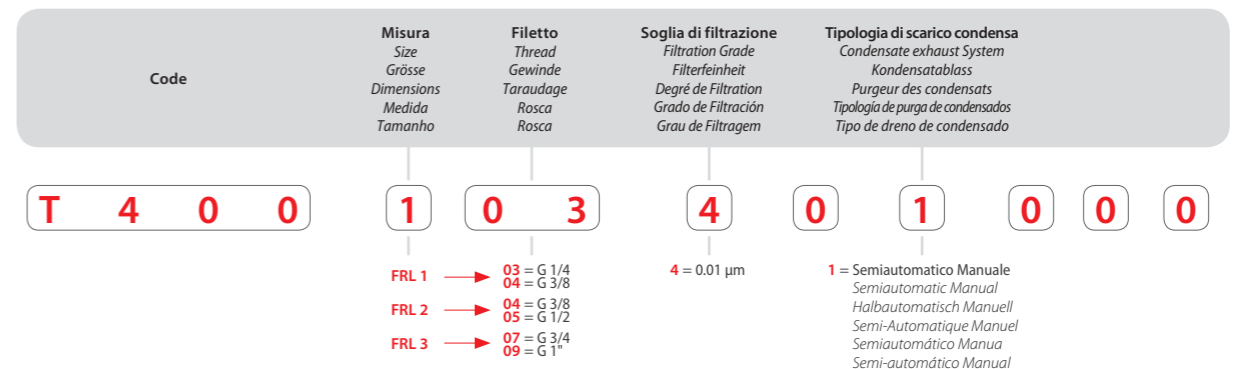 Code
Misura
Size
Grösse
Dimensions
Medida
Tamanho
Filetto
Thread
Gewinde
Taraudage
Rosca
Rosca
Soglia di filtrazione
Filtration Grade
Filterfeinheit
Degré de Filtration
Grado de Filtración
Grau de Filtragem
Tipologia di scarico condensa
Condensate exhaust System
Kondensatablass
Purgeur des condensats
Tipología de purga de condensados
Tipo de dreno de condensado
T 4 0 0 1 0 3 4 0 1 0 0 0
FRL 1
03 = G 1/4
04 = G 3/8
FRL 2
04 = G 3/8
05 = G 1/2
FRL 3
07 = G 3/4
09 = G 1"
4 = 0.01 µm
1 = Semiautomatico Manuale
Semiautomatic Manual
Halbautomatisch Manuell
Semi-Automatique Manuel
Semiautomático Manua
Semi-automático Manual